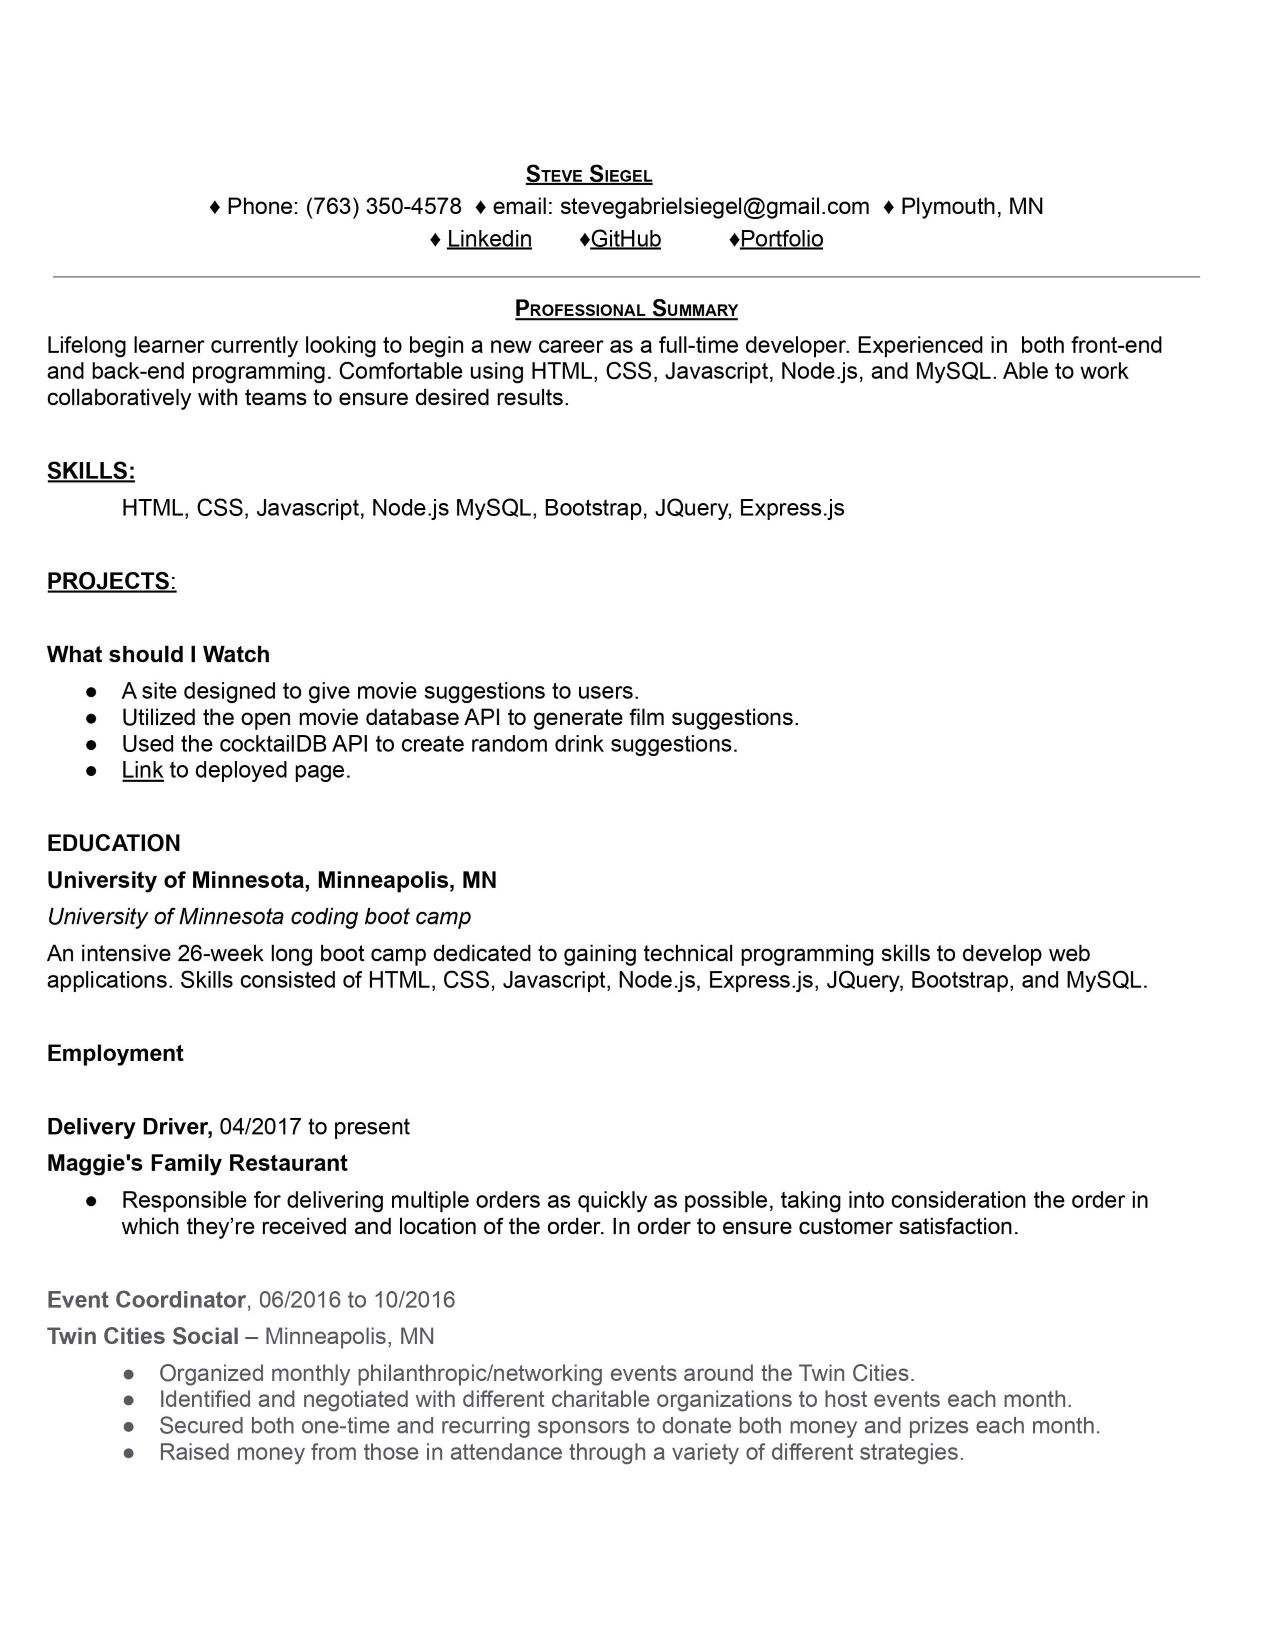 Steve Siegel
♦ Phone: (763) 350-4578 ♦ email: stevegabrielsiegel@gmail.com ♦ Plymouth, MN
♦ Linkedin ♦GitHub ♦Portfolio
Professional Summary
Lifelong learner currently looking to begin a new career as a full-time developer. Experienced in both front-end
and back-end programming. Comfortable using HTML, CSS, Javascript, Node.js, and MySQL. Able to work
collaboratively with teams to ensure desired results.
SKILLS:
HTML, CSS, Javascript, Node.js MySQL, Bootstrap, JQuery, Express.js
PROJECTS:
What should I Watch
● A site designed to give movie suggestions to users.
● Utilized the open movie database API to generate film suggestions.
● Used the cocktailDB API to create random drink suggestions.
● Link to deployed page.
EDUCATION
University of Minnesota, Minneapolis, MN
University of Minnesota coding boot camp
An intensive 26-week long boot camp dedicated to gaining technical programming skills to develop web
applications. Skills consisted of HTML, CSS, Javascript, Node.js, Express.js, JQuery, Bootstrap, and MySQL.
Employment
Delivery Driver, 04/2017 to present
Maggie's Family Restaurant
● Responsible for delivering multiple orders as quickly as possible, taking into consideration the order in
which they’re received and location of the order. In order to ensure customer satisfaction.
Event Coordinator, 06/2016 to 10/2016
Twin Cities Social – Minneapolis, MN
● Organized monthly philanthropic/networking events around the Twin Cities.
● Identified and negotiated with different charitable organizations to host events each month.
● Secured both one-time and recurring sponsors to donate both money and prizes each month.
● Raised money from those in attendance through a variety of different strategies.